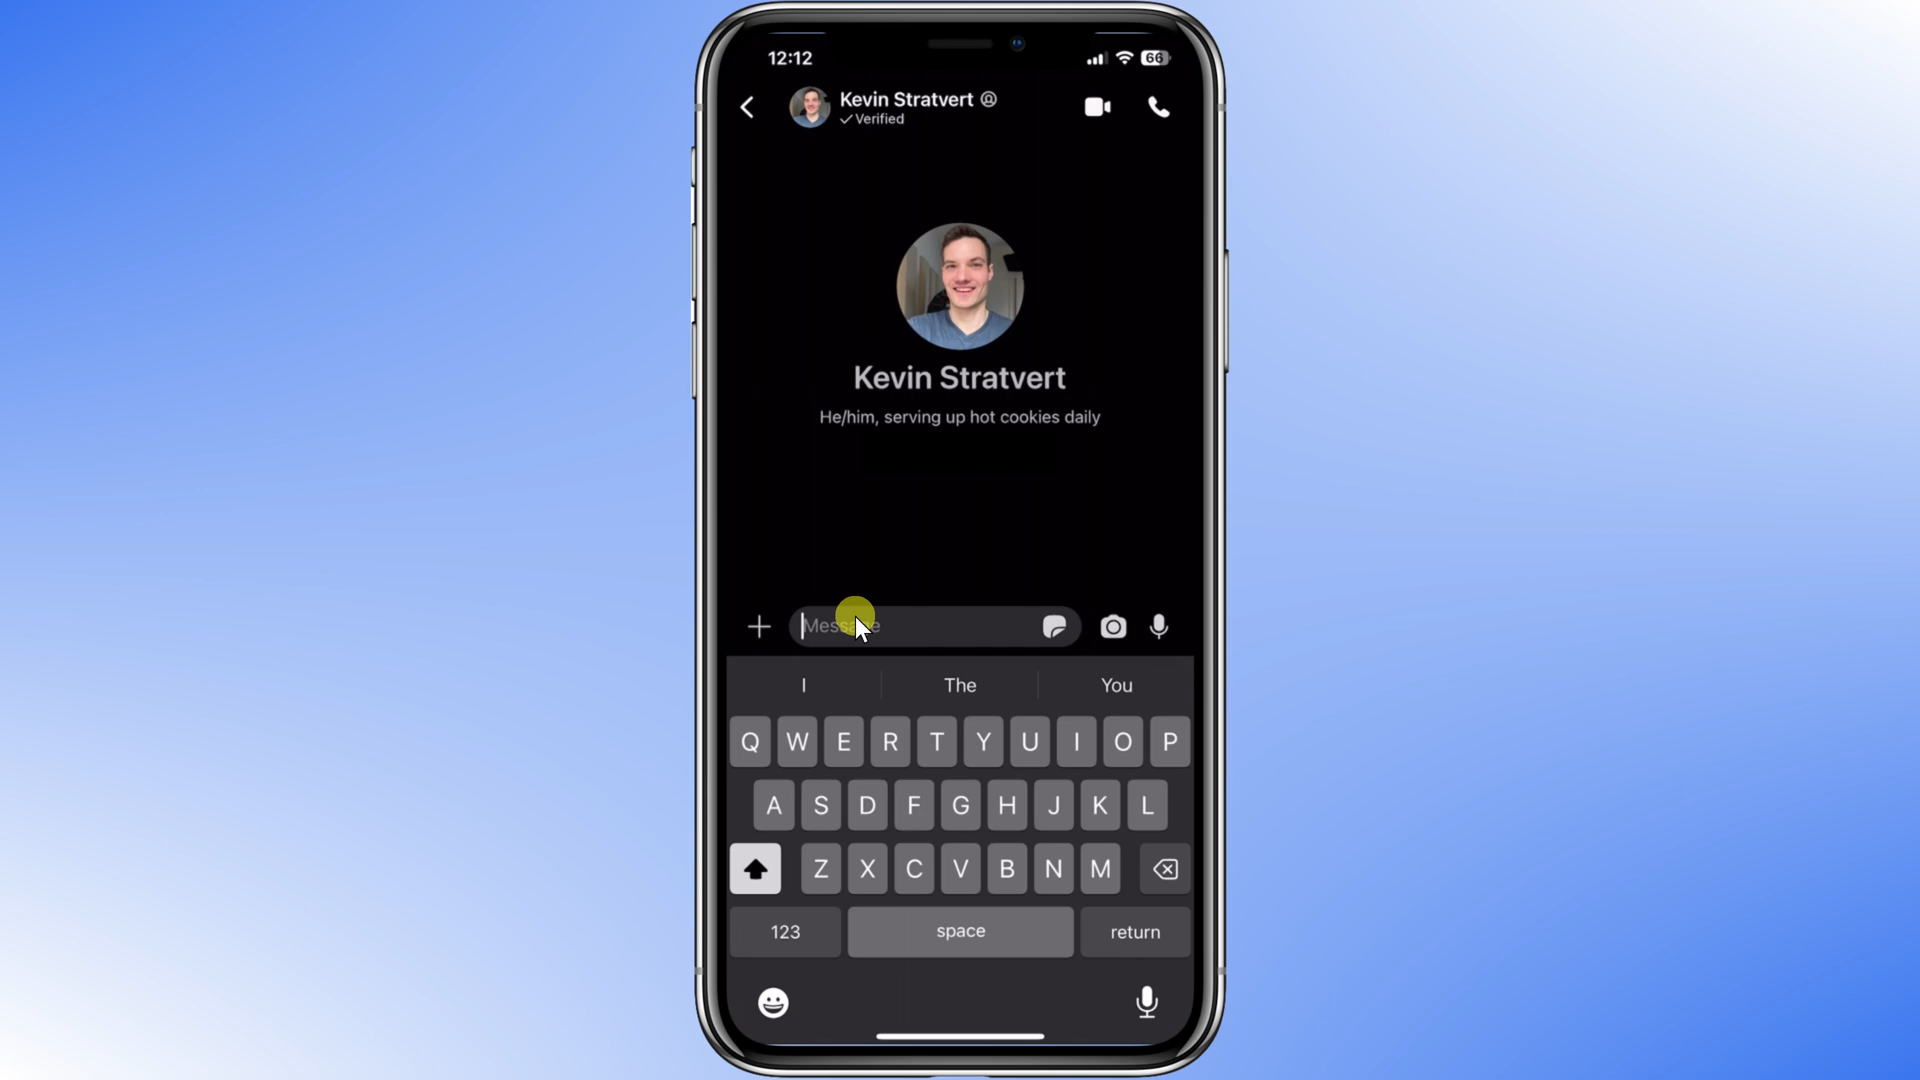 12:12
66
Kevin Stratvert
Verified
Kevin Stratvert
He/him, serving up hot cookies daily
Message
I The You
Q W E R T Y U I O P
A S D F G H J K L
Z X C V B N M
123 space return